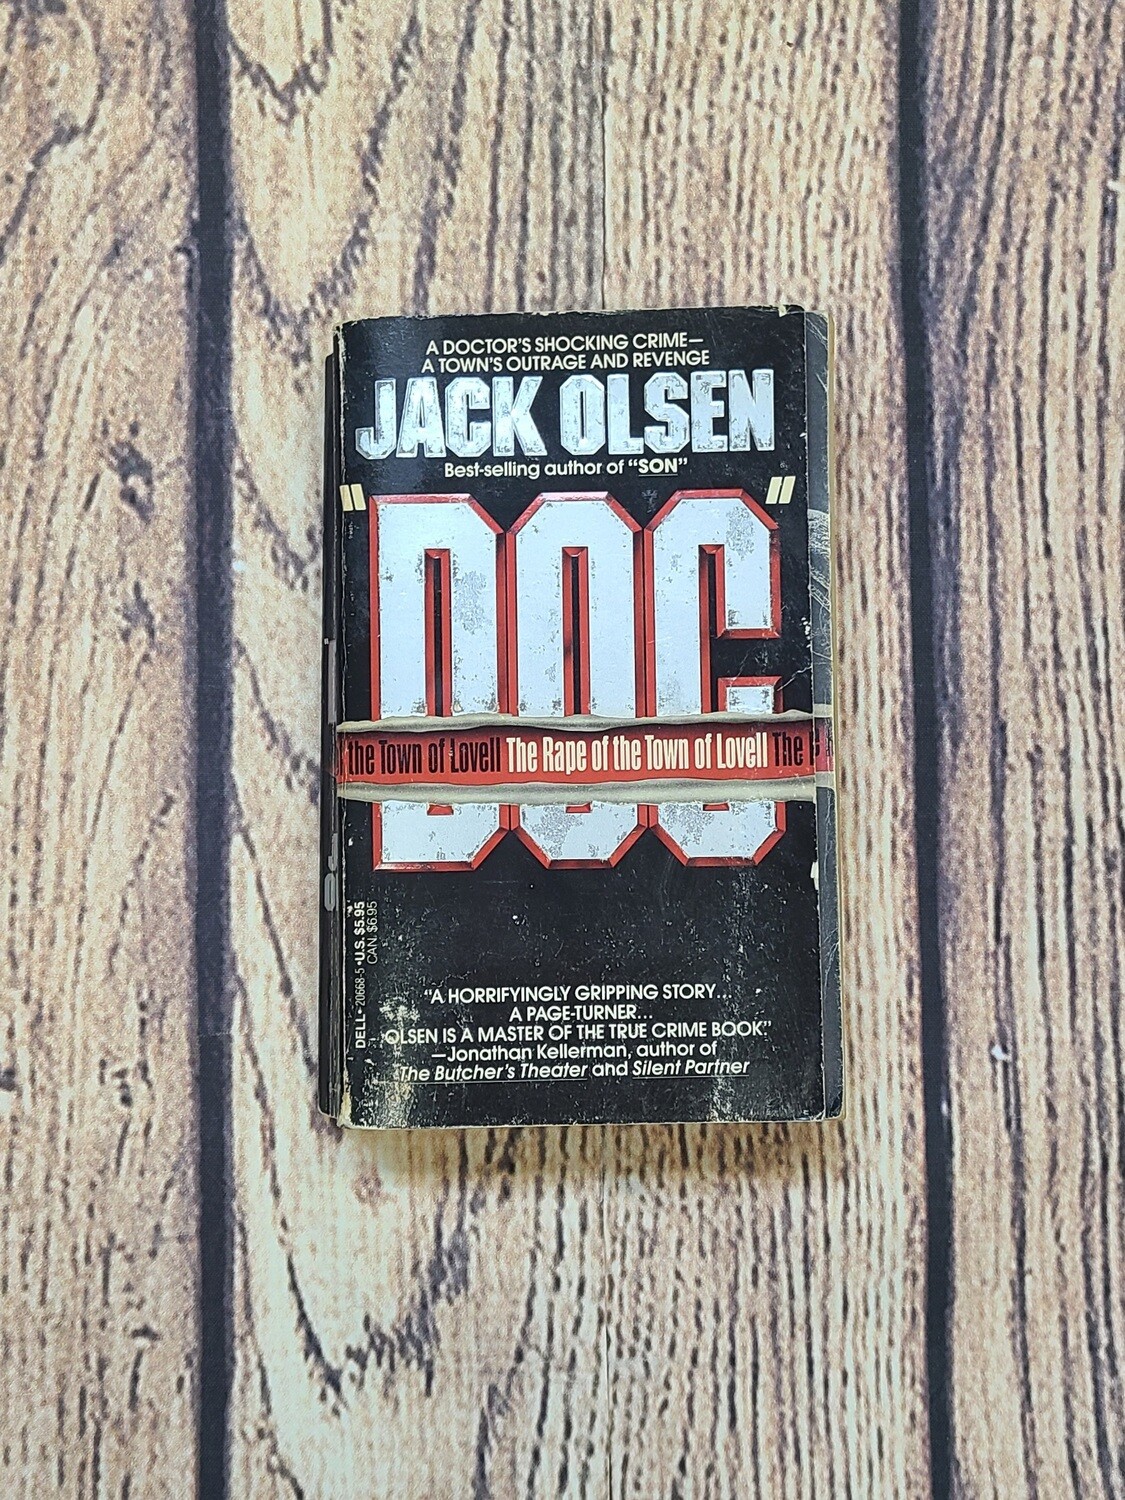 A DOCTOR'S SHOCKING CRIME—
A TOWN'S OUTRAGE AND REVENGE
JACK OLSEN
Best-selling author of "SON"
"DOC"
the Town of Lovell The Rape of the Town of Lovell The
DELL • 20668-5 • U.S. $5.95
CAN. $6.95
"A HORRIFYINGLY GRIPPING STORY...
A PAGE-TURNER...
OLSEN IS A MASTER OF THE TRUE CRIME BOOK"
—Jonathan Kellerman, author of
The Butcher's Theater and Silent Partner